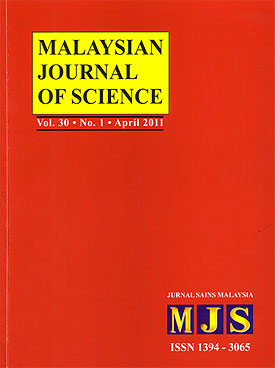 MALAYSIAN
JOURNAL
OF SCIENCE
Vol. 30 • No. 1 • April 2011
JURNAL SAINS MALAYSIA
MJS
ISSN 1394 - 3065